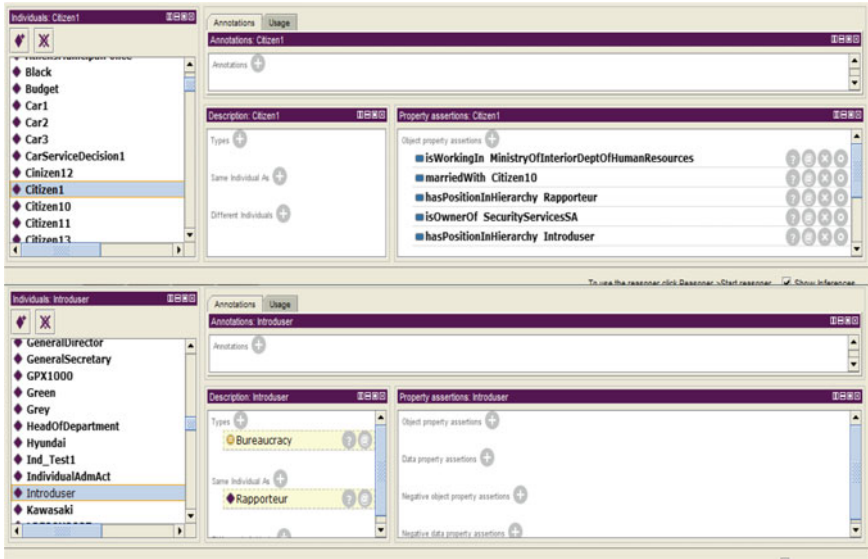 Individuals: Citizen1
Black
Budget
Car1
Car2
Car3
CarServiceDecision1
Cinizen12
Citizen1
Citizen10
Citizen11
Citizen13
Annotations Usage
Annotations: Citizen1
Annotations
Description: Citizen1
Types
Same Individual As
Different Individuals
Property assertions: Citizen1
Object property assertions
isWorkingIn MinistryOfInteriorDeptOfHumanResources
marriedWith Citizen10
hasPositionInHierarchy Rapporteur
isOwnerOf SecurityServicesSA
hasPositionInHierarchy Introduser
To use the reasoner click Reasoner->Start reasoner Show Inferences
Individuals: Introduser
GeneralDirector
GeneralSecretary
GPX1000
Green
Grey
HeadOfDepartment
Hyundai
Ind_Test1
IndividualAdmAct
Introduser
Kawasaki
Annotations Usage
Annotations: Introduser
Annotations
Description: Introduser
Types
Bureaucracy
Same Individual As
Rapporteur
Property assertions: Introduser
Object property assertions
Data property assertions
Negative object property assertions
Negative data property assertions